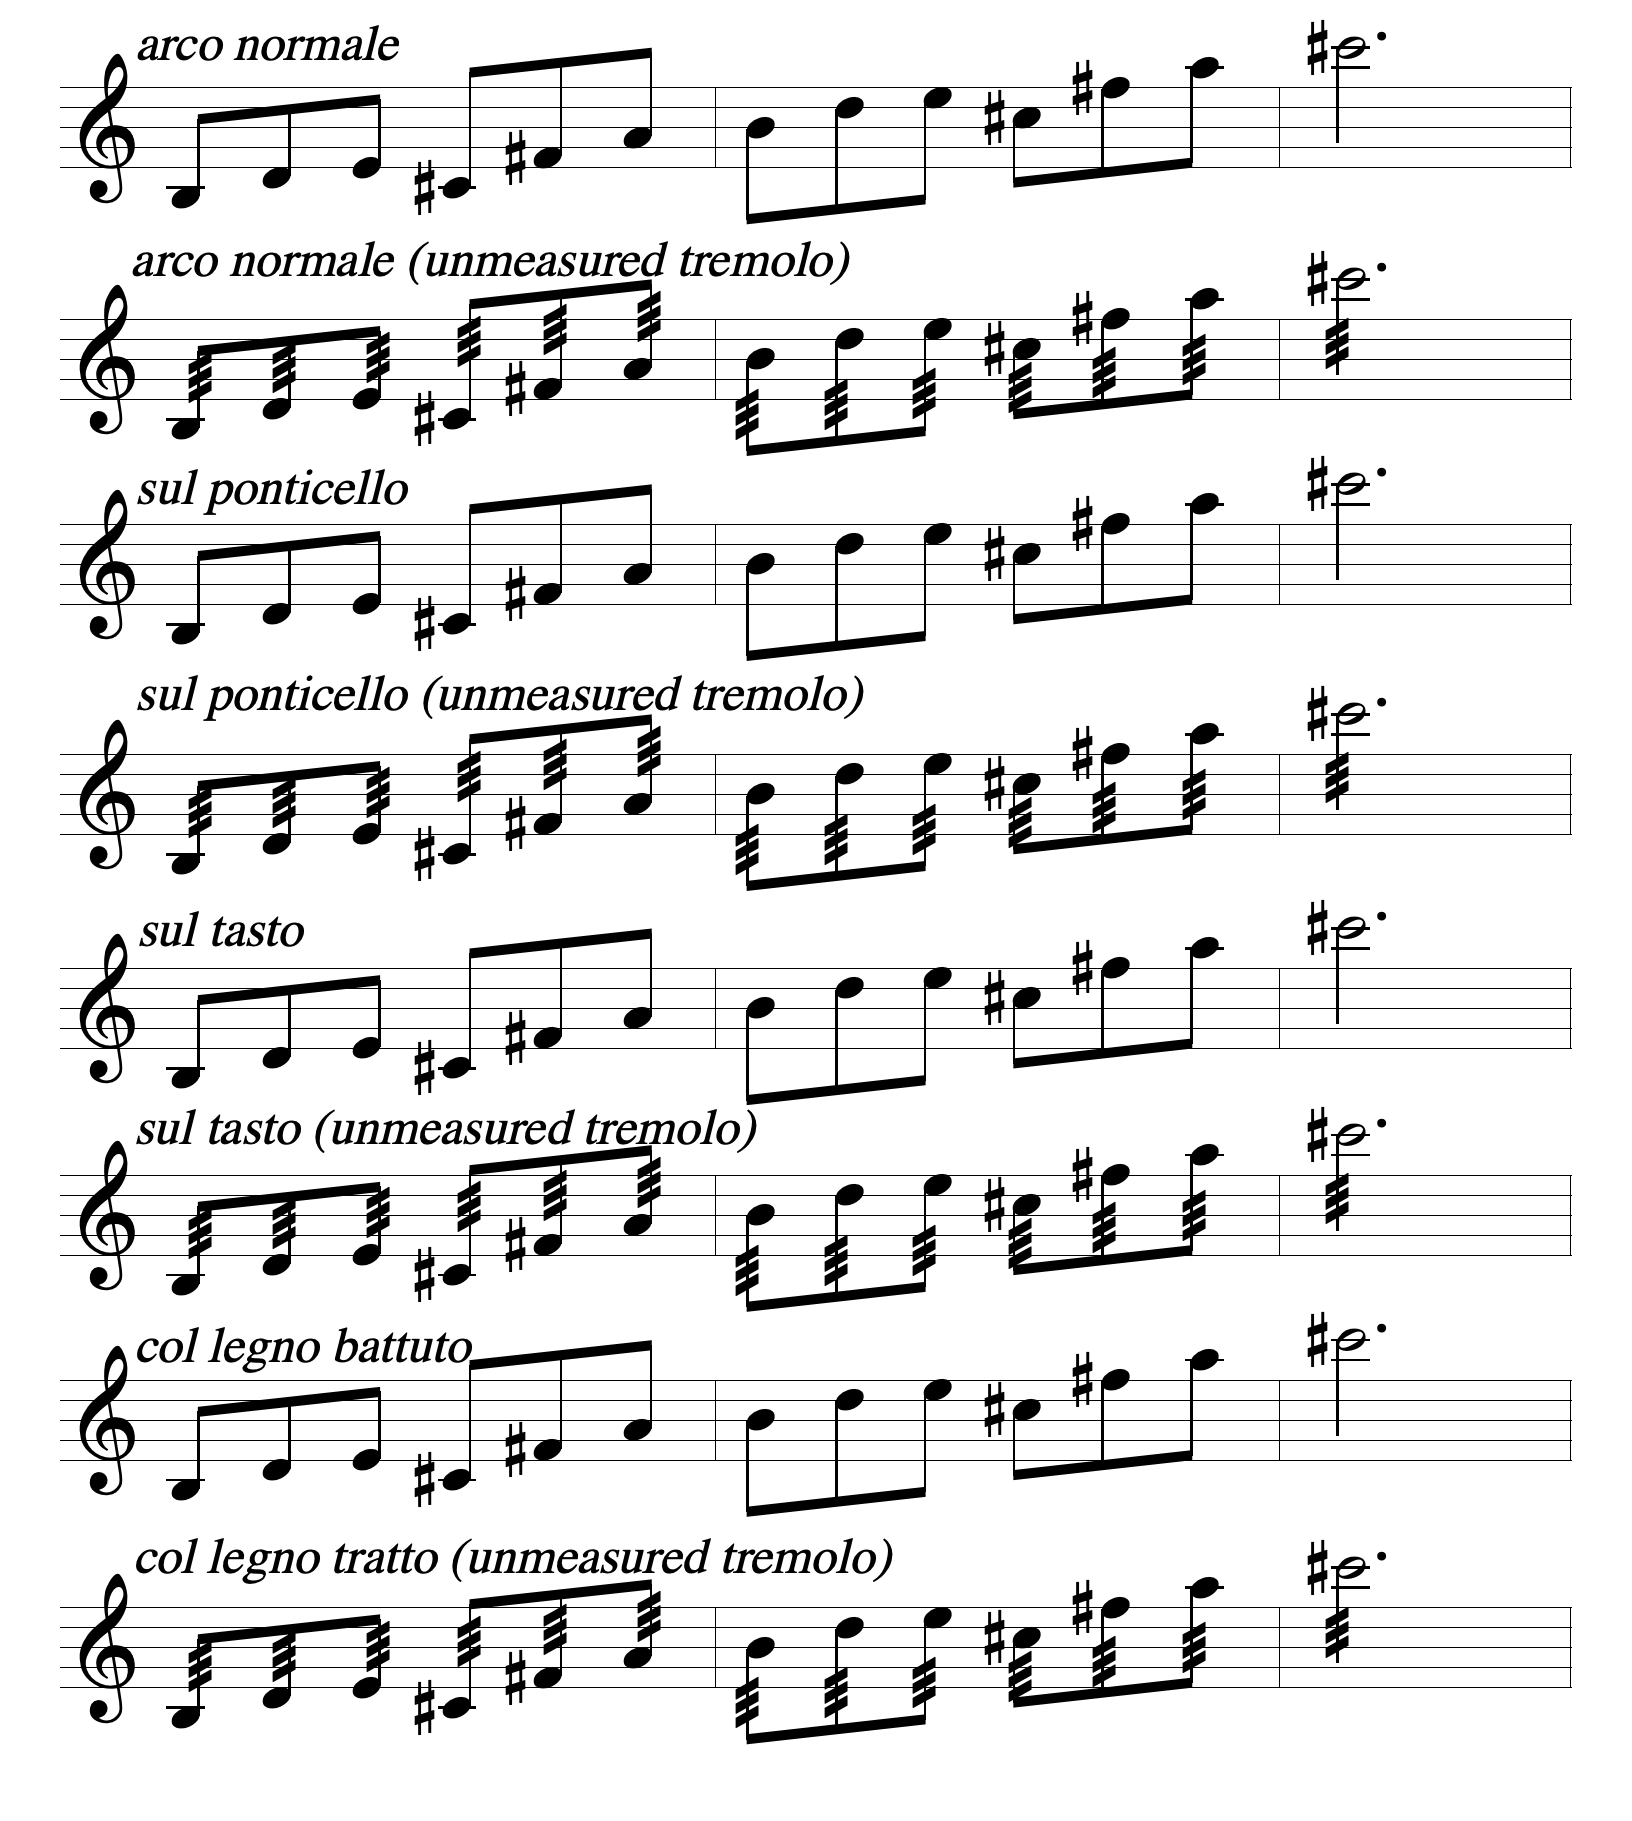 arco normale
arco normale (unmeasured tremolo)
sul ponticello
sul ponticello (unmeasured tremolo)
sul tasto
sul tasto (unmeasured tremolo)
col legno battuto
col legno tratto (unmeasured tremolo)